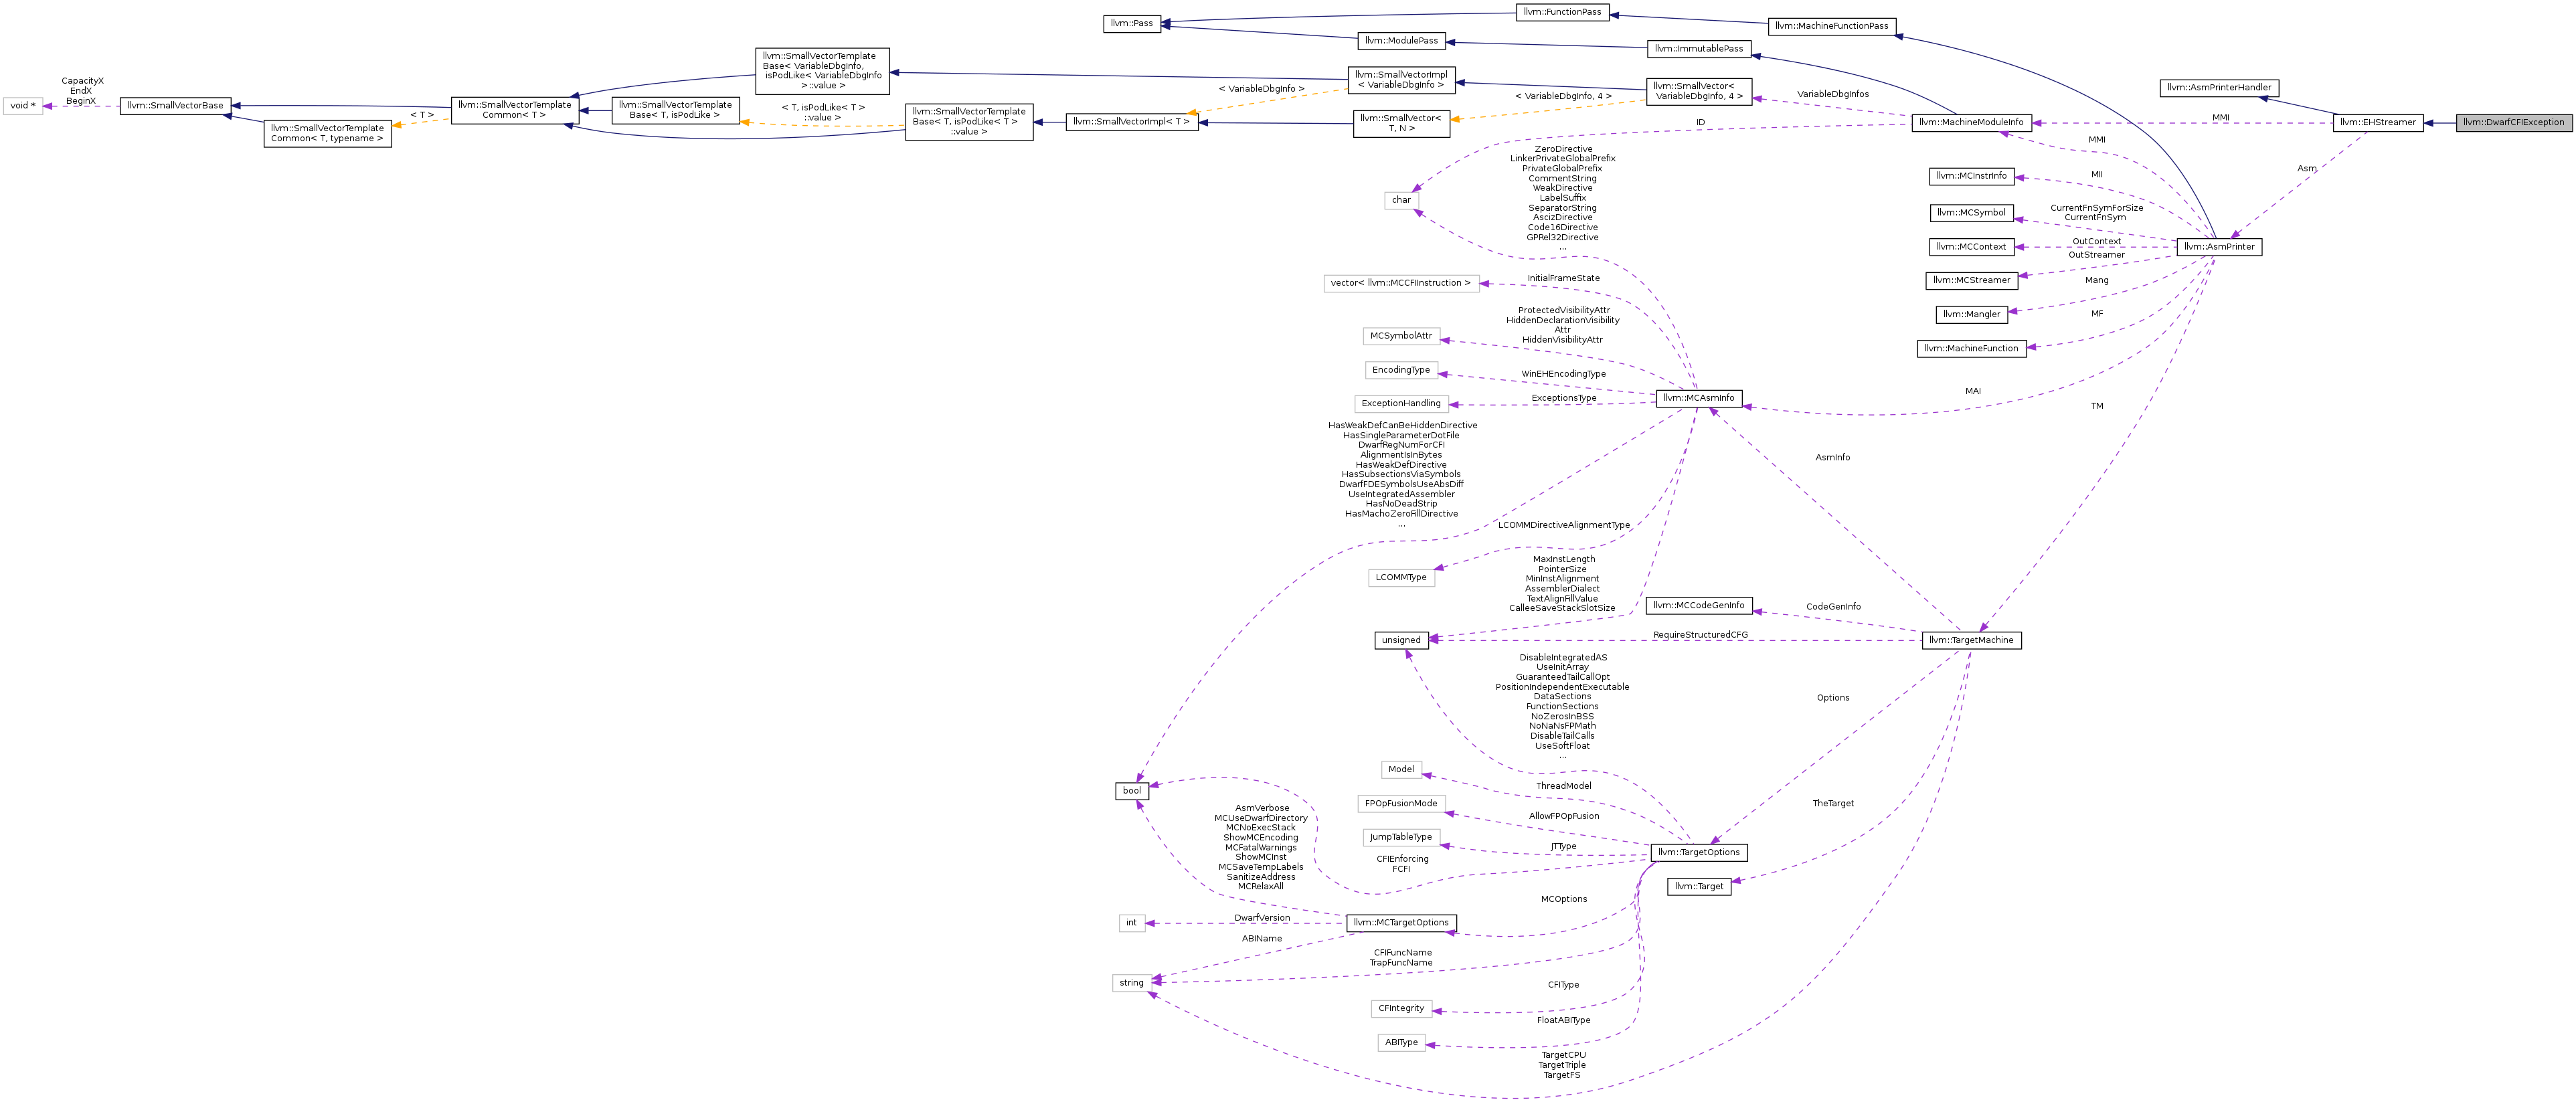 llvm::Pass
llvm::FunctionPass
llvm::MachineFunctionPass
llvm::ModulePass
llvm::ImmutablePass
llvm::SmallVectorTemplate
Base< VariableDbgInfo,
isPodLike< VariableDbgInfo
>::value >
llvm::SmallVectorImpl
< VariableDbgInfo >
llvm::SmallVector<
VariableDbgInfo, 4 >
llvm::AsmPrinterHandler
CapacityX
EndX
BeginX
void *
llvm::SmallVectorBase
llvm::SmallVectorTemplate
Common< T >
< T >
llvm::SmallVectorTemplate
Common< T, typename >
llvm::SmallVectorTemplate
Base< T, isPodLike >
< T, isPodLike< T >
::value >
llvm::SmallVectorTemplate
Base< T, isPodLike< T >
::value >
llvm::SmallVectorImpl< T >
< VariableDbgInfo >
< VariableDbgInfo, 4 >
llvm::SmallVector<
T, N >
VariableDbgInfos
ID
llvm::MachineModuleInfo
MMI
llvm::EHStreamer
llvm::DwarfCFIException
MMI
Asm
MII
llvm::MCInstrInfo
CurrentFnSymForSize
CurrentFnSym
llvm::MCSymbol
OutContext
llvm::MCContext
llvm::AsmPrinter
OutStreamer
llvm::MCStreamer
Mang
llvm::Mangler
MF
llvm::MachineFunction
MAI
TM
ZeroDirective
LinkerPrivateGlobalPrefix
PrivateGlobalPrefix
CommentString
WeakDirective
LabelSuffix
SeparatorString
AscizDirective
Code16Directive
GPRel32Directive
...
char
InitialFrameState
vector< llvm::MCCFIInstruction >
ProtectedVisibilityAttr
HiddenDeclarationVisibility
Attr
HiddenVisibilityAttr
MCSymbolAttr
WinEHEncodingType
EncodingType
ExceptionsType
ExceptionHandling
llvm::MCAsmInfo
HasWeakDefCanBeHiddenDirective
HasSingleParameterDotFile
DwarfRegNumForCFI
AlignmentIsInBytes
HasWeakDefDirective
HasSubsectionsViaSymbols
DwarfFDESymbolsUseAbsDiff
UseIntegratedAssembler
HasNoDeadStrip
HasMachoZeroFillDirective
...
AsmInfo
LCOMMDirectiveAlignmentType
LCOMMType
MaxInstLength
PointerSize
MinInstAlignment
AssemblerDialect
TextAlignFillValue
CalleeSaveStackSlotSize
llvm::MCCodeGenInfo
CodeGenInfo
unsigned
RequireStructuredCFG
llvm::TargetMachine
DisableIntegratedAS
UseInitArray
GuaranteedTailCallOpt
PositionIndependentExecutable
DataSections
FunctionSections
NoZerosInBSS
NoNaNsFPMath
DisableTailCalls
UseSoftFloat
...
Options
TheTarget
Model
ThreadModel
FPOpFusionMode
AllowFPOpFusion
JumpTableType
JTType
llvm::TargetOptions
llvm::Target
bool
AsmVerbose
MCUseDwarfDirectory
MCNoExecStack
ShowMCEncoding
MCFatalWarnings
ShowMCInst
MCSaveTempLabels
SanitizeAddress
MCRelaxAll
CFIEnforcing
FCFI
MCOptions
int
DwarfVersion
llvm::MCTargetOptions
ABIName
CFIFuncName
TrapFuncName
string
CFIType
CFIntegrity
FloatABIType
ABIType
TargetCPU
TargetTriple
TargetFS